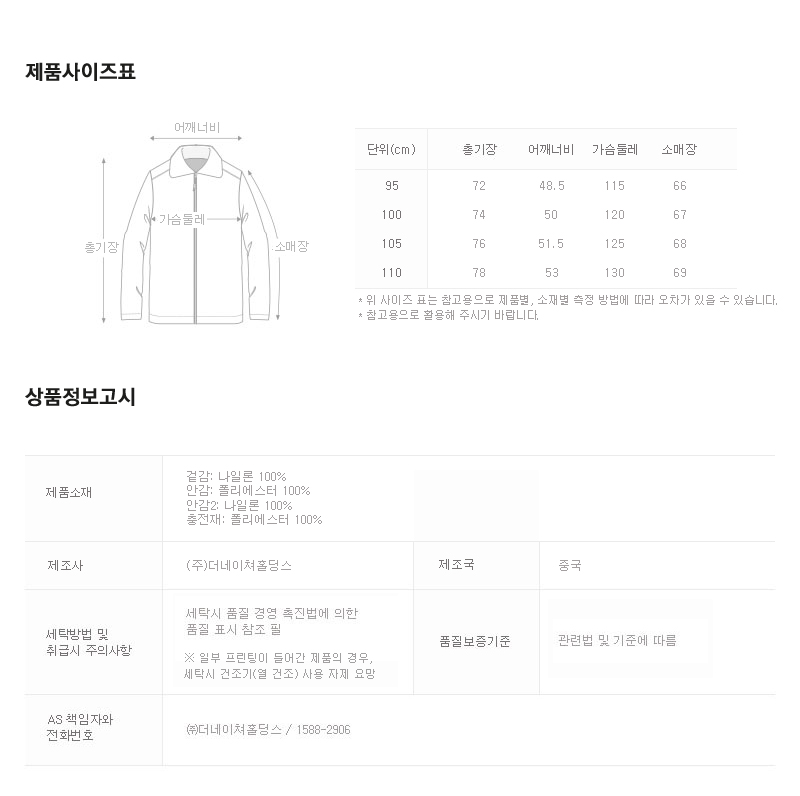 제품사이즈표
어깨너비
가슴둘레
총기장
소매장
단위(cm) 총기장 어깨너비 가슴둘레 소매장
95 72 48.5 115 66
100 74 50 120 67
105 76 51.5 125 68
110 78 53 130 69
* 위 사이즈 표는 참고용으로 제품별, 소재별 측정 방법에 따라 오차가 있을 수 있습니다.
* 참고용으로 활용해 주시기 바랍니다.
상품정보고시
제품소재
겉감: 나일론 100%
안감: 폴리에스터 100%
안감2: 나일론 100%
충전재: 폴리에스터 100%
제조사 (주)더네이쳐홀딩스 제조국 중국
세탁방법 및
취급시 주의사항
세탁시 품질 경영 촉진법에 의한
품질 표시 참조 필
※ 일부 프린팅이 들어간 제품의 경우,
세탁시 건조기(열 건조) 사용 자제 요망
품질보증기준 관련법 및 기준에 따름
AS 책임자와
전화번호
㈜더네이쳐홀딩스 / 1588-2906